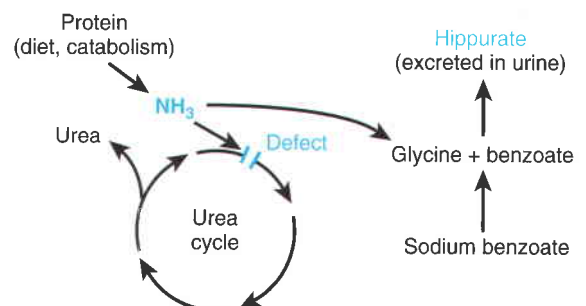 Protein
(diet, catabolism)
Hippurate
(excreted in urine)
NH₃
Urea
Defect
Glycine + benzoate
Urea
cycle
Sodium benzoate